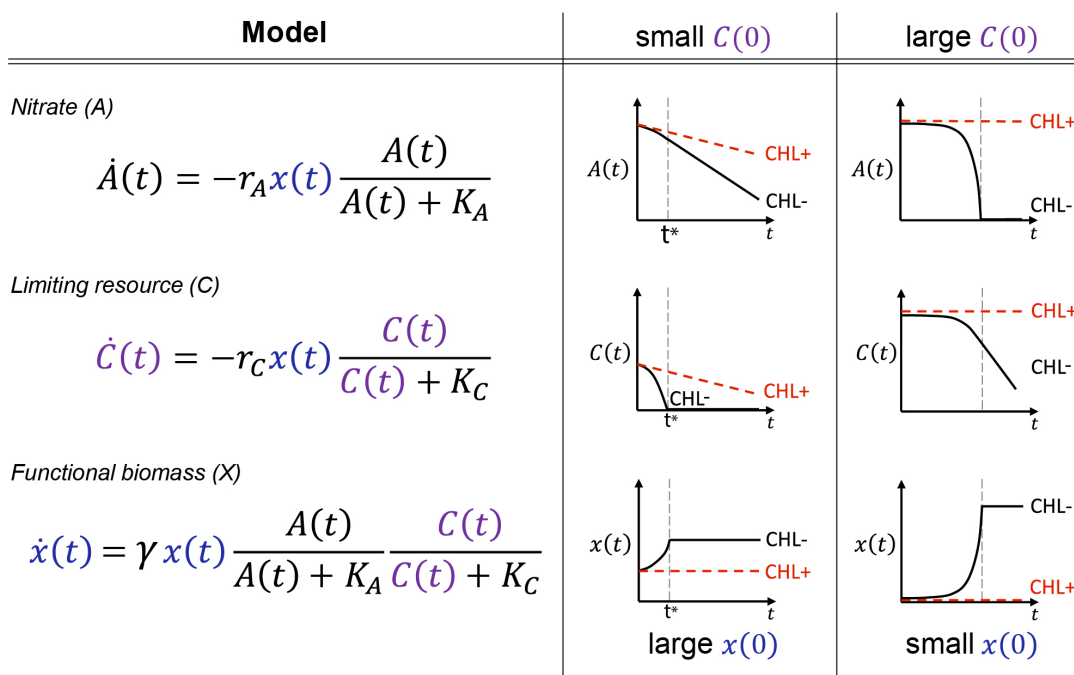 Model
small C(0)
large C(0)
Nitrate (A)
Ȧ(t) = −r_A x(t) A(t) / (A(t) + K_A)
A(t)
CHL+
CHL-
t*
t
A(t)
CHL+
CHL-
t
Limiting resource (C)
Ċ(t) = −r_C x(t) C(t) / (C(t) + K_C)
C(t)
CHL-
CHL+
t*
t
C(t)
CHL+
CHL-
t
Functional biomass (X)
ẋ(t) = γ x(t) A(t) / (A(t) + K_A) C(t) / (C(t) + K_C)
x(t)
CHL-
CHL+
t*
t
x(t)
CHL-
CHL+
t
large x(0)
small x(0)